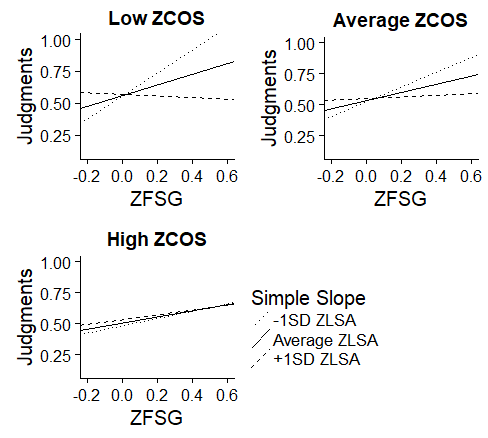 Low ZCOS
Judgments
1.00
0.75
0.50
0.25
-0.2 0.0 0.2 0.4 0.6
ZFSG
Average ZCOS
Judgments
1.00
0.75
0.50
0.25
-0.2 0.0 0.2 0.4 0.6
ZFSG
High ZCOS
Judgments
1.00
0.75
0.50
0.25
-0.2 0.0 0.2 0.4 0.6
ZFSG
Simple Slope
-1SD ZLSA
Average ZLSA
+1SD ZLSA